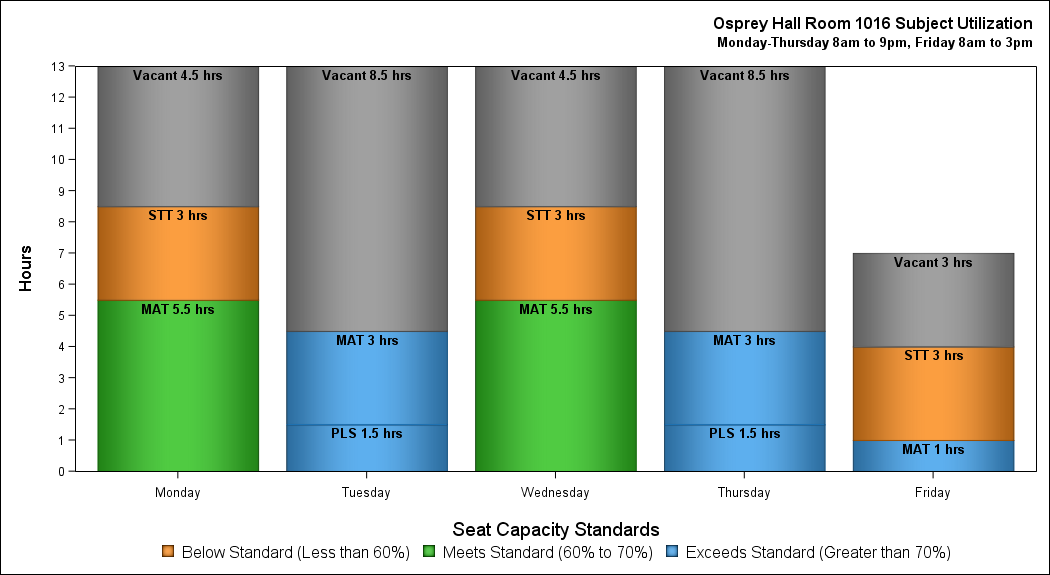 Osprey Hall Room 1016 Subject Utilization
Monday-Thursday 8am to 9pm, Friday 8am to 3pm
Hours
13
12
11
10
9
8
7
6
5
4
3
2
1
0
Vacant 4.5 hrs
STT 3 hrs
MAT 5.5 hrs
Vacant 8.5 hrs
MAT 3 hrs
PLS 1.5 hrs
Vacant 4.5 hrs
STT 3 hrs
MAT 5.5 hrs
Vacant 8.5 hrs
MAT 3 hrs
PLS 1.5 hrs
Vacant 3 hrs
STT 3 hrs
MAT 1 hrs
Monday Tuesday Wednesday Thursday Friday
Seat Capacity Standards
Below Standard (Less than 60%) Meets Standard (60% to 70%) Exceeds Standard (Greater than 70%)